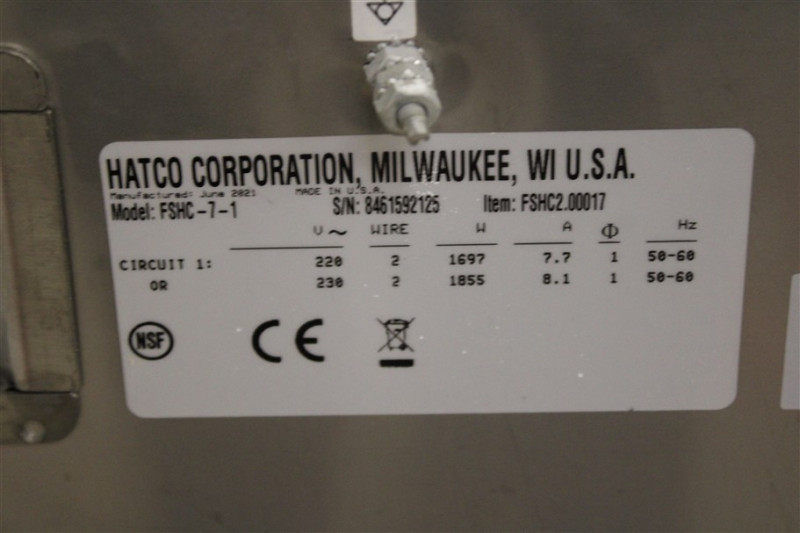 HATCO CORPORATION, MILWAUKEE, WI U.S.A.
Manufactured: June 2021 MADE IN U.S.A.
Model: FSHC-7-1 S/N: 8461592125 Item: FSHC2.00017
V~ WIRE W A Φ Hz
CIRCUIT 1: 220 2 1697 7.7 1 50-60
OR 230 2 1855 8.1 1 50-60
NSF CE